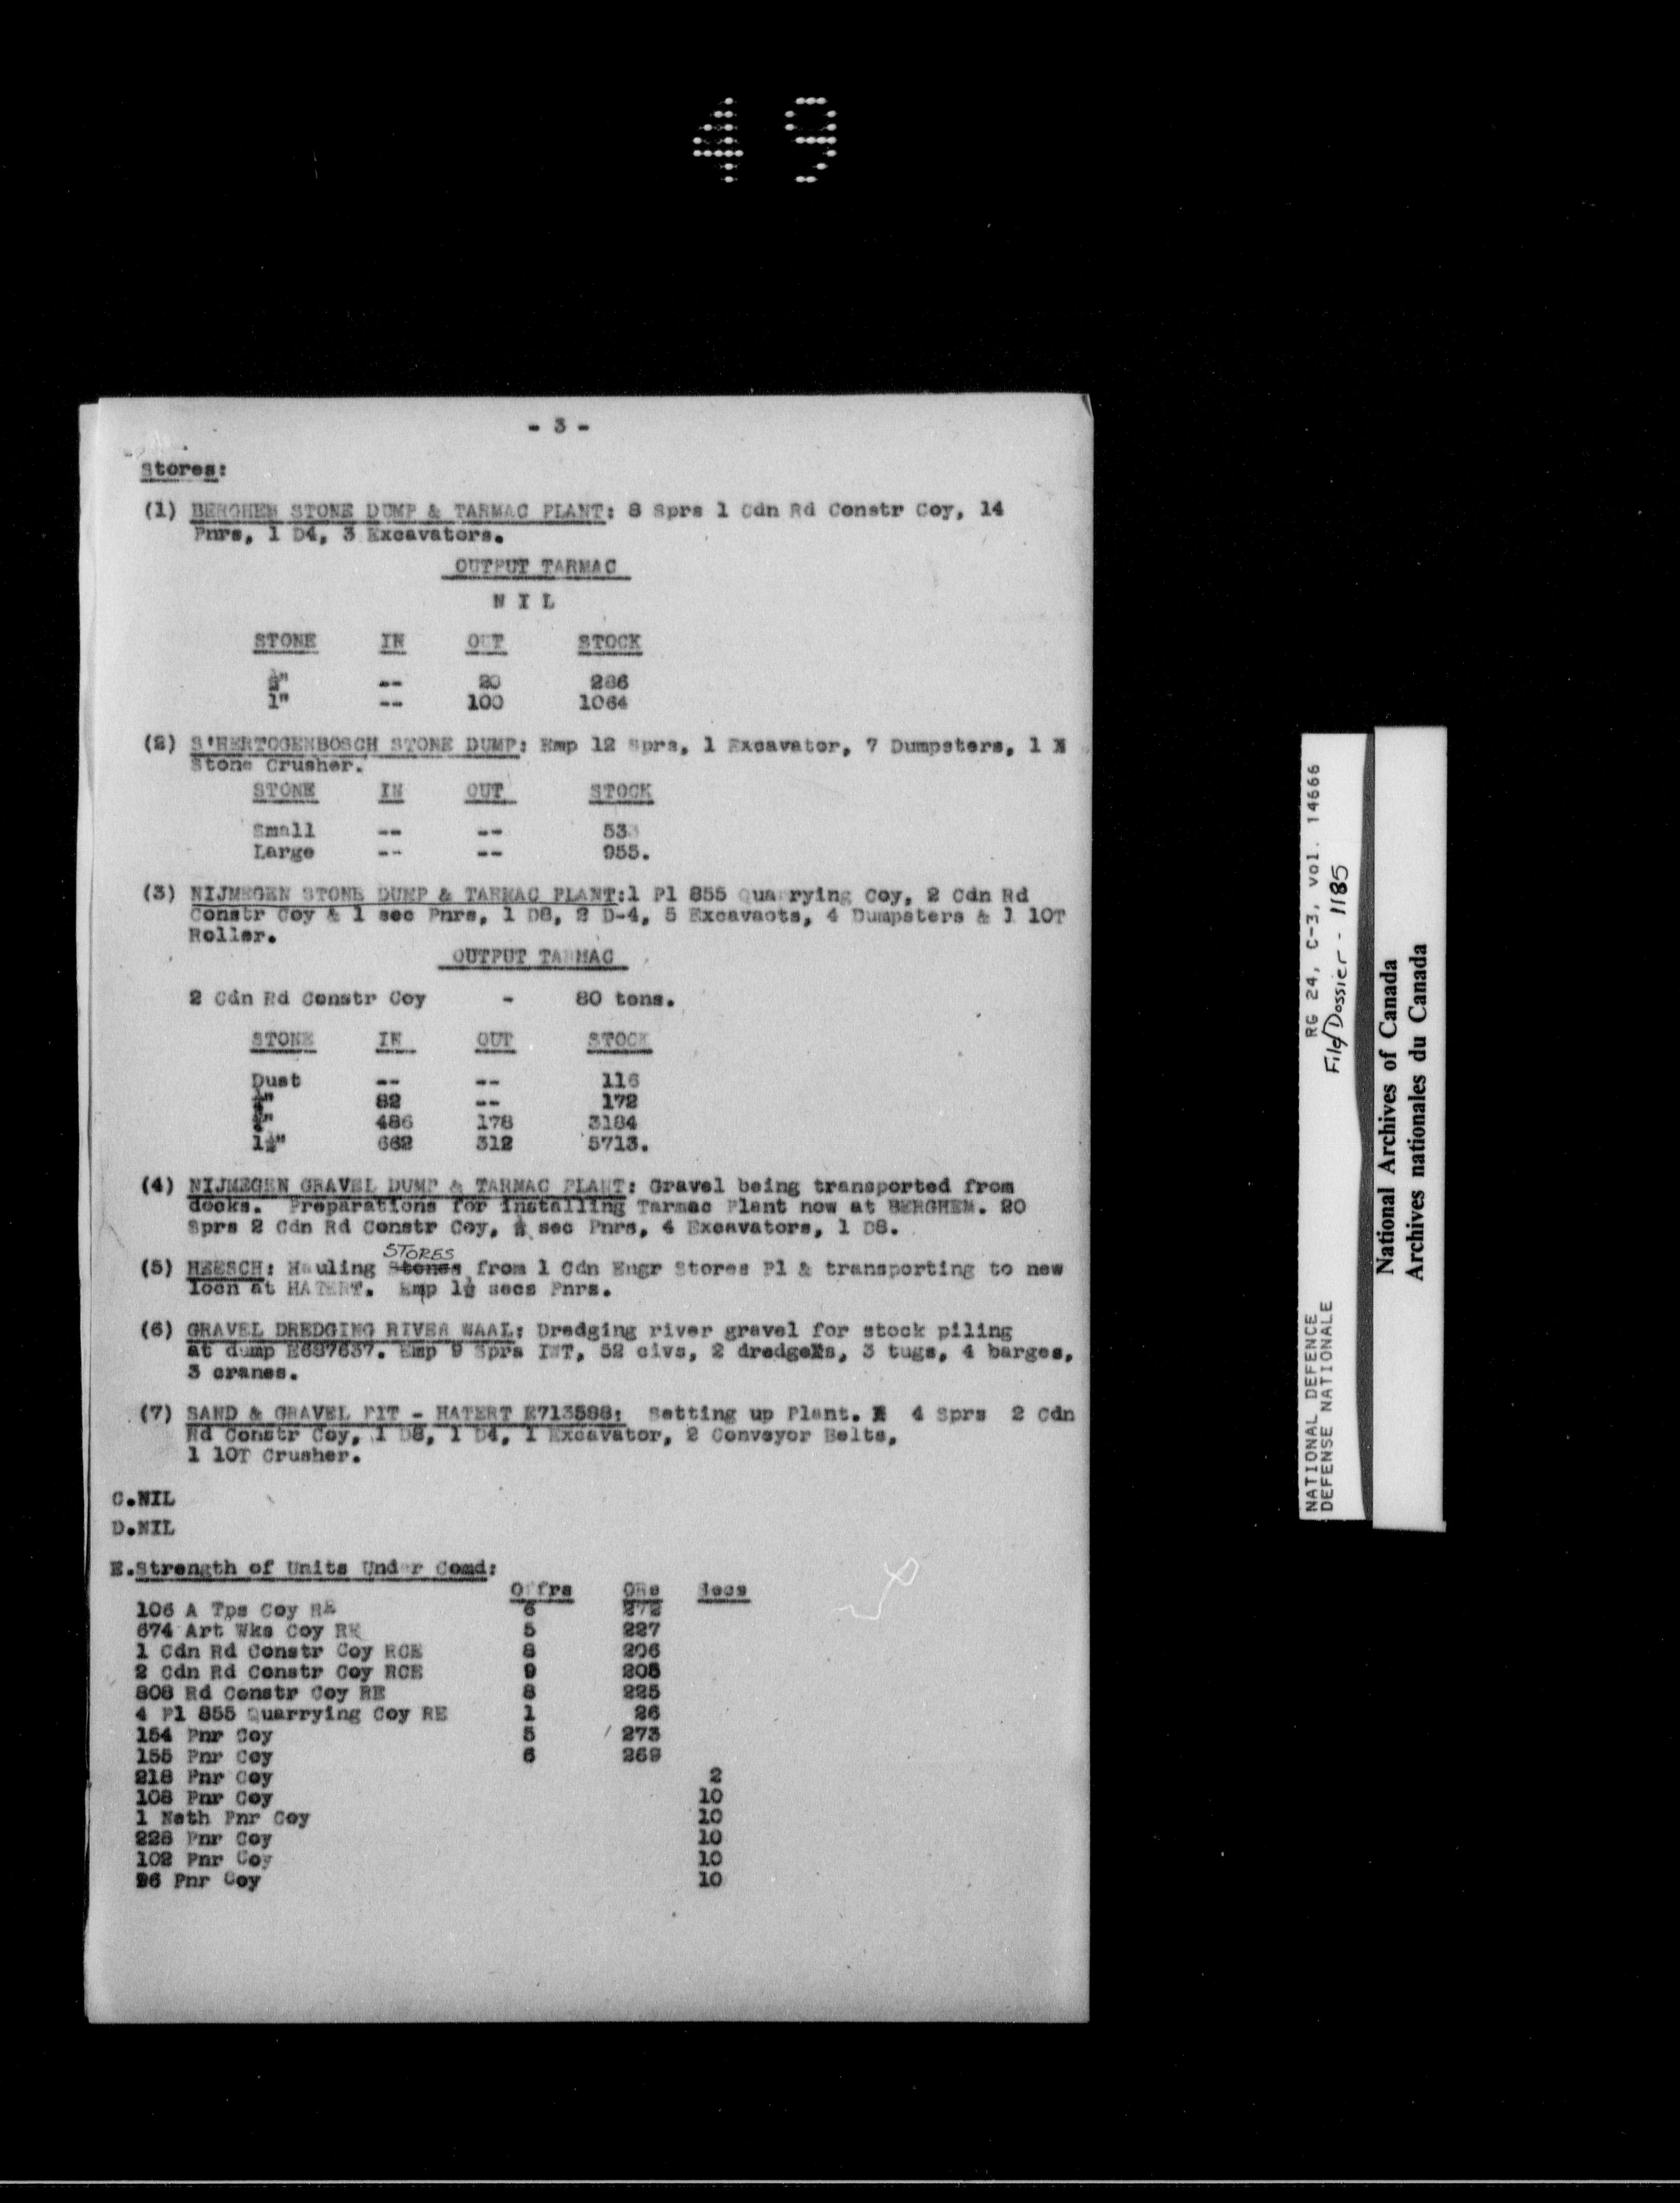 49
- 3 -
Stores:
(1) BERGHEM STONE DUMP & TARMAC PLANT: 8 Sprs 1 Cdn Rd Constr Coy, 14
Pnrs, 1 D4, 3 Excavators.
OUTPUT TARMAC
N I L
STONE IN OUT STOCK
-- 20 286
1" -- 100 1064
(2) S'HERTOGENBOSCH STONE DUMP: Emp 12 Sprs, 1 Excavator, 7 Dumpsters, 1
Stone Crusher.
STONE IN OUT STOCK
Small -- -- 533
Large -- -- 955.
(3) NIJMEGEN STONE DUMP & TARMAC PLANT:1 Pl 855 Quarrying Coy, 2 Cdn Rd
Constr Coy & 1 sec Pnrs, 1 D8, 2 D-4, 5 Excavaots, 4 Dumpsters & 1 10T
Roller.
OUTPUT TARMAC
2 Cdn Rd Constr Coy - 80 tons.
STONE IN OUT STOCK
Dust -- -- 116
82 -- 172
486 178 3184
1½" 662 312 5713.
(4) NIJMEGEN GRAVEL DUMP & TARMAC PLANT: Gravel being transported from
docks. Preparations for installing Tarmac Plant now at BERGHEM. 20
Sprs 2 Cdn Rd Constr Coy, sec Pnrs, 4 Excavators, 1 D8.
(5) HEESCH: Hauling STORES from 1 Cdn Engr Stores Pl & transporting to new
locn at HATERT. Emp 1½ secs Pnrs.
(6) GRAVEL DREDGING RIVER WAAL: Dredging river gravel for stock piling
at dump E697637. Emp 9 Sprs IWT, 52 civs, 2 dredgers, 3 tugs, 4 barges,
3 cranes.
(7) SAND & GRAVEL PIT - HATERT E713598: Setting up Plant. 4 Sprs 2 Cdn
Rd Constr Coy, 1 D8, 1 D4, 1 Excavator, 2 Conveyor Belts,
1 10T Crusher.
C.NIL
D.NIL
E.Strength of Units Under Comd:
Offrs ORs Secs
106 A Tps Coy RE 6 272
674 Art Wks Coy RE 5 227
1 Cdn Rd Constr Coy RCE 8 206
2 Cdn Rd Constr Coy RCE 9 205
808 Rd Constr Coy RE 8 225
4 Pl 855 Quarrying Coy RE 1 26
154 Pnr Coy 5 273
155 Pnr Coy 6 269
218 Pnr Coy 2
108 Pnr Coy 10
1 Neth Pnr Coy 10
228 Pnr Coy 10
102 Pnr Coy 10
96 Pnr Coy 10
NATIONAL DEFENCE RG 24, C-3, vol. 14666
DEFENSE NATIONALE File/Dossier - 1185
National Archives of Canada
Archives nationales du Canada